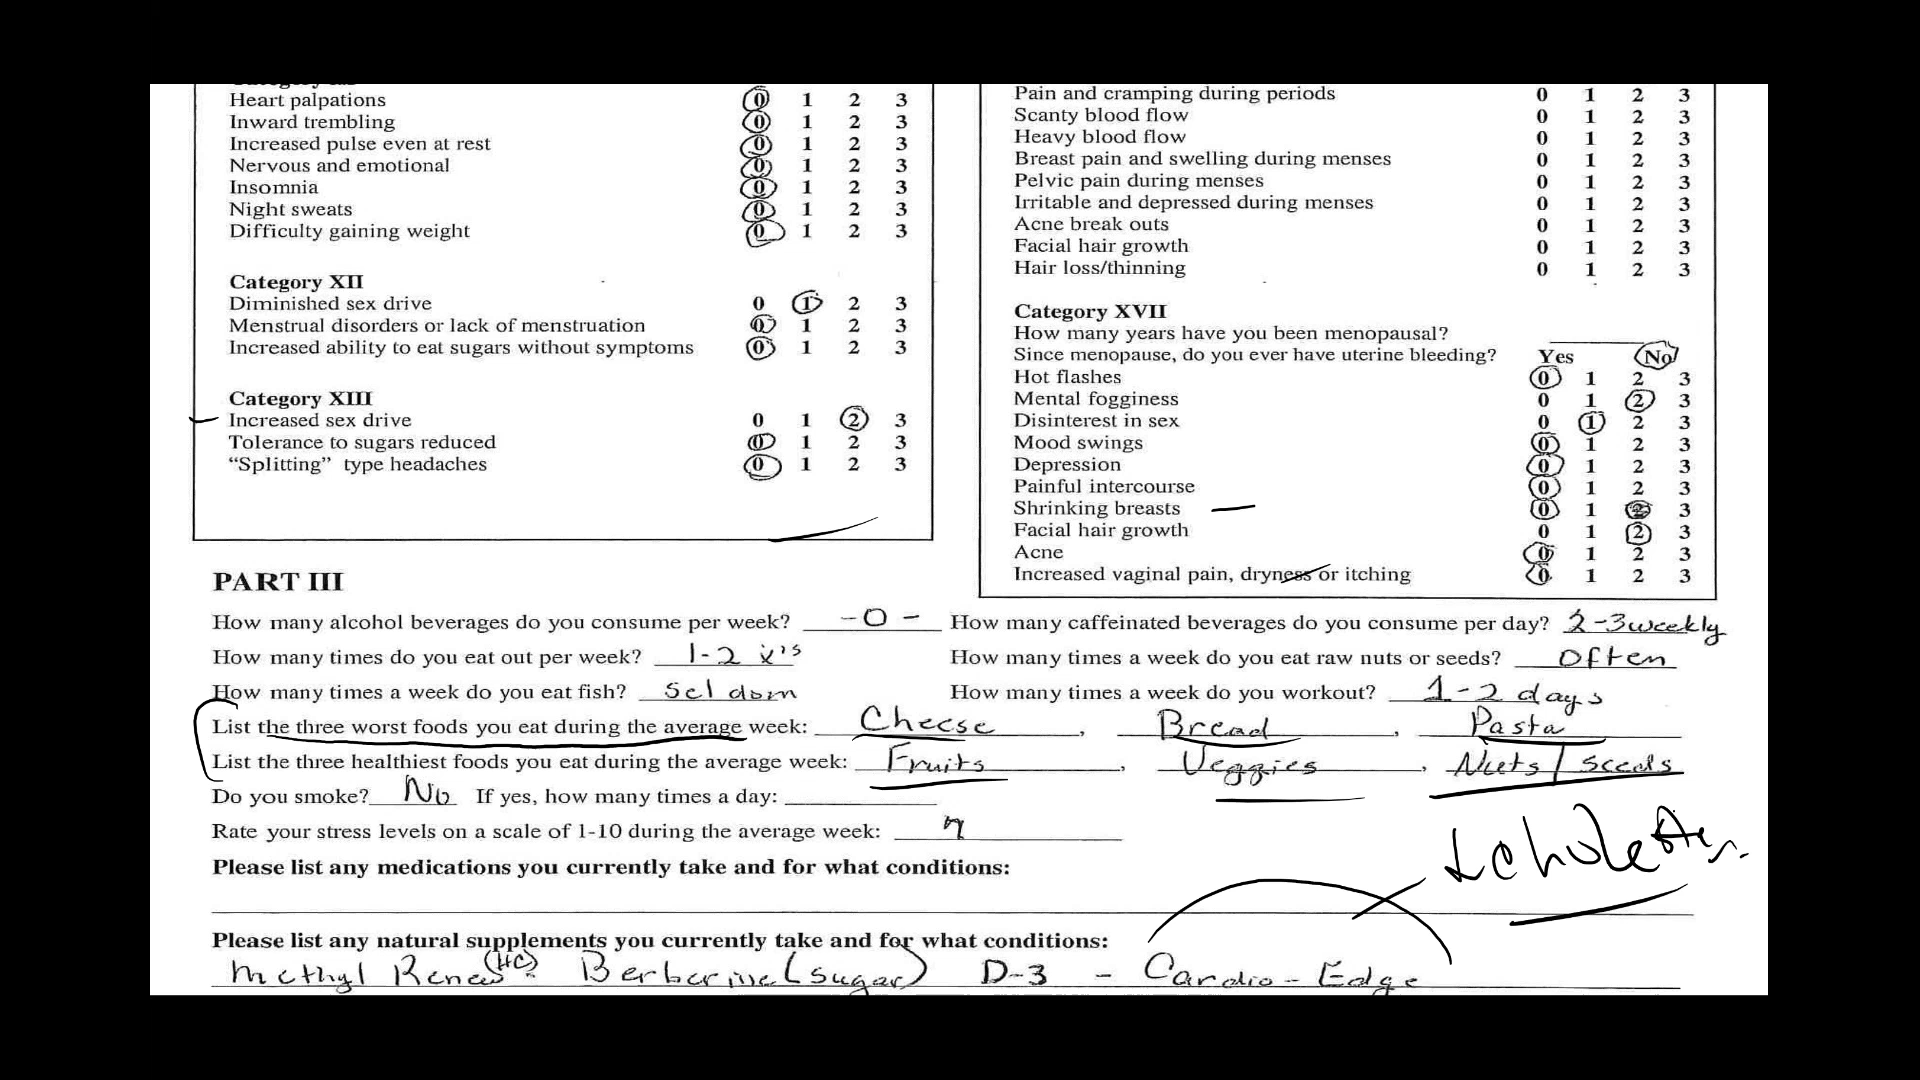 Heart palpations 0 1 2 3
Inward trembling 0 1 2 3
Increased pulse even at rest 0 1 2 3
Nervous and emotional 0 1 2 3
Insomnia 0 1 2 3
Night sweats 0 1 2 3
Difficulty gaining weight 0 1 2 3
Category XII
Diminished sex drive 0 1 2 3
Menstrual disorders or lack of menstruation 0 1 2 3
Increased ability to eat sugars without symptoms 0 1 2 3
Category XIII
Increased sex drive 0 1 2 3
Tolerance to sugars reduced 0 1 2 3
“Splitting” type headaches 0 1 2 3
Pain and cramping during periods 0 1 2 3
Scanty blood flow 0 1 2 3
Heavy blood flow 0 1 2 3
Breast pain and swelling during menses 0 1 2 3
Pelvic pain during menses 0 1 2 3
Irritable and depressed during menses 0 1 2 3
Acne break outs 0 1 2 3
Facial hair growth 0 1 2 3
Hair loss/thinning 0 1 2 3
Category XVII
How many years have you been menopausal?
Since menopause, do you ever have uterine bleeding? Yes No
Hot flashes 0 1 2 3
Mental fogginess 0 1 2 3
Disinterest in sex 0 1 2 3
Mood swings 0 1 2 3
Depression 0 1 2 3
Painful intercourse 0 1 2 3
Shrinking breasts 0 1 2 3
Facial hair growth 0 1 2 3
Acne 0 1 2 3
Increased vaginal pain, dryness or itching 0 1 2 3
PART III
How many alcohol beverages do you consume per week? -0- How many caffeinated beverages do you consume per day? 2-3 weekly
How many times do you eat out per week? 1-2 x's How many times a week do you eat raw nuts or seeds? Often
How many times a week do you eat fish? Seldom How many times a week do you workout? 1-2 days
List the three worst foods you eat during the average week: Cheese, Bread, Pasta
List the three healthiest foods you eat during the average week: Fruits, Veggies, Nuts/seeds
Do you smoke? No If yes, how many times a day:
Rate your stress levels on a scale of 1-10 during the average week:
Please list any medications you currently take and for what conditions:
Please list any natural supplements you currently take and for what conditions:
Methyl Renew (HC) Berberine (sugar) D-3 - Cardio-Edge